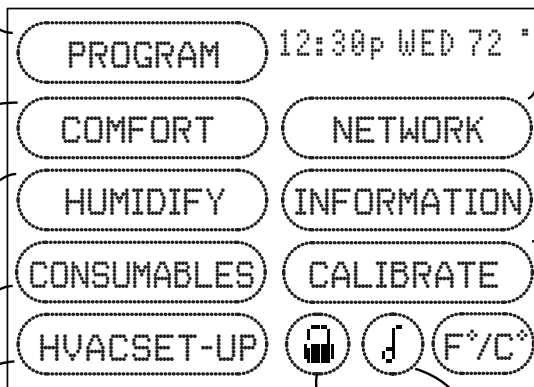 PROGRAM 12:30p WED 72 °
COMFORT NETWORK
HUMIDIFY INFORMATION
CONSUMABLES CALIBRATE
HVACSET-UP F°/C°